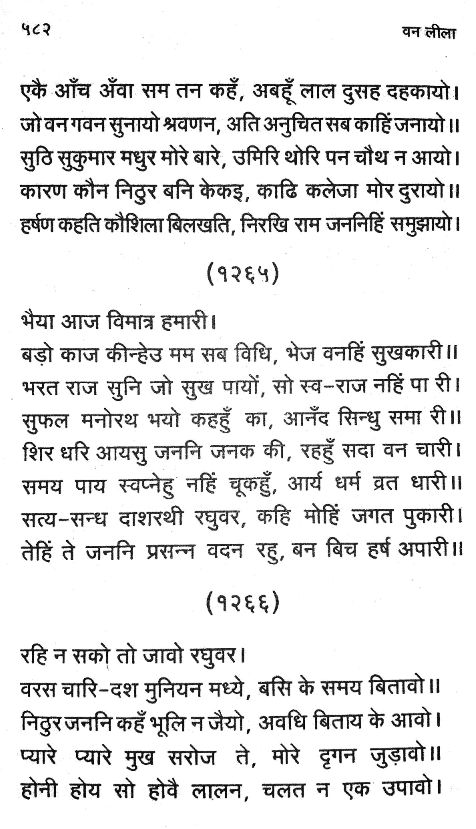 ५८२ वन लीला
एकै आँच अँवा सम तन कहँ, अबहूँ लाल दुसह दहकायो।
जो वन गवन सुनायो श्रवणन, अति अनुचित सब काहिं जनायो॥
सुठि सुकुमार मधुर मोरे बारे, उमिरि थोरि पन चौथ न आयो।
कारण कौन निठुर बनि केकइ, काढि कलेजा मोर दुरायो॥
हर्षण कहति कौशिला बिलखति, निरखि राम जननिहिं समुझायो।
(१२६५)
भैया आज विमात्र हमारी।
बड़ो काज कीन्हेउ मम सब विधि, भेज वनहिं सुखकारी॥
भरत राज सुनि जो सुख पायों, सो स्व-राज नहिं पा री।
सुफल मनोरथ भयो कहहुँ का, आनँद सिन्धु समा री॥
शिर धरि आयसु जननि जनक की, रहहुँ सदा वन चारी।
समय पाय स्वप्नेहु नहिं चूकहुँ, आर्य धर्म व्रत धारी॥
सत्य-सन्ध दाशरथी रघुवर, कहि मोहिं जगत पुकारी।
तेहिं ते जननि प्रसन्न वदन रहु, बन बिच हर्ष अपारी॥
(१२६६)
रहि न सको तो जावो रघुवर।
वरस चारि-दश मुनियन मध्ये, बसि के समय बितावो॥
निठुर जननि कहँ भूलि न जैयो, अवधि बिताय के आवो।
प्यारे प्यारे मुख सरोज ते, मोरे दृगन जुड़ावो॥
होनी होय सो होवै लालन, चलत न एक उपावो।